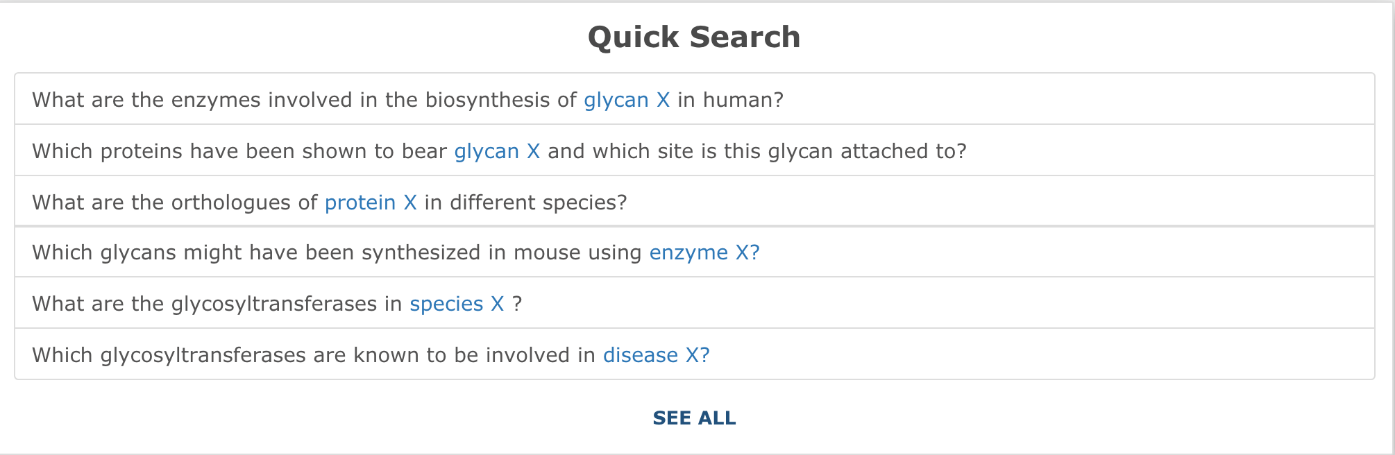 Quick Search
What are the enzymes involved in the biosynthesis of glycan X in human?
Which proteins have been shown to bear glycan X and which site is this glycan attached to?
What are the orthologues of protein X in different species?
Which glycans might have been synthesized in mouse using enzyme X?
What are the glycosyltransferases in species X ?
Which glycosyltransferases are known to be involved in disease X?
SEE ALL